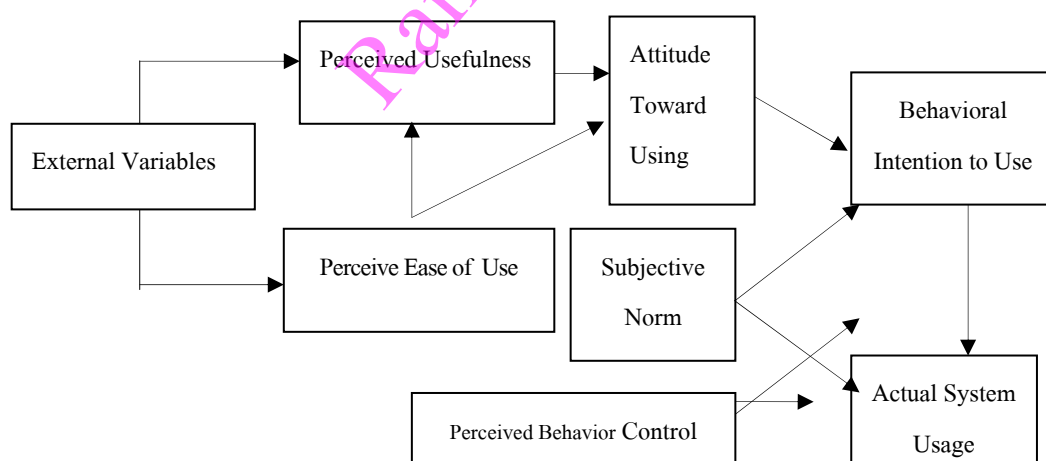 Perceived Usefulness
Attitude
Toward
Using
Behavioral
Intention to Use
External Variables
Perceive Ease of Use
Subjective
Norm
Perceived Behavior Control
Actual System
Usage